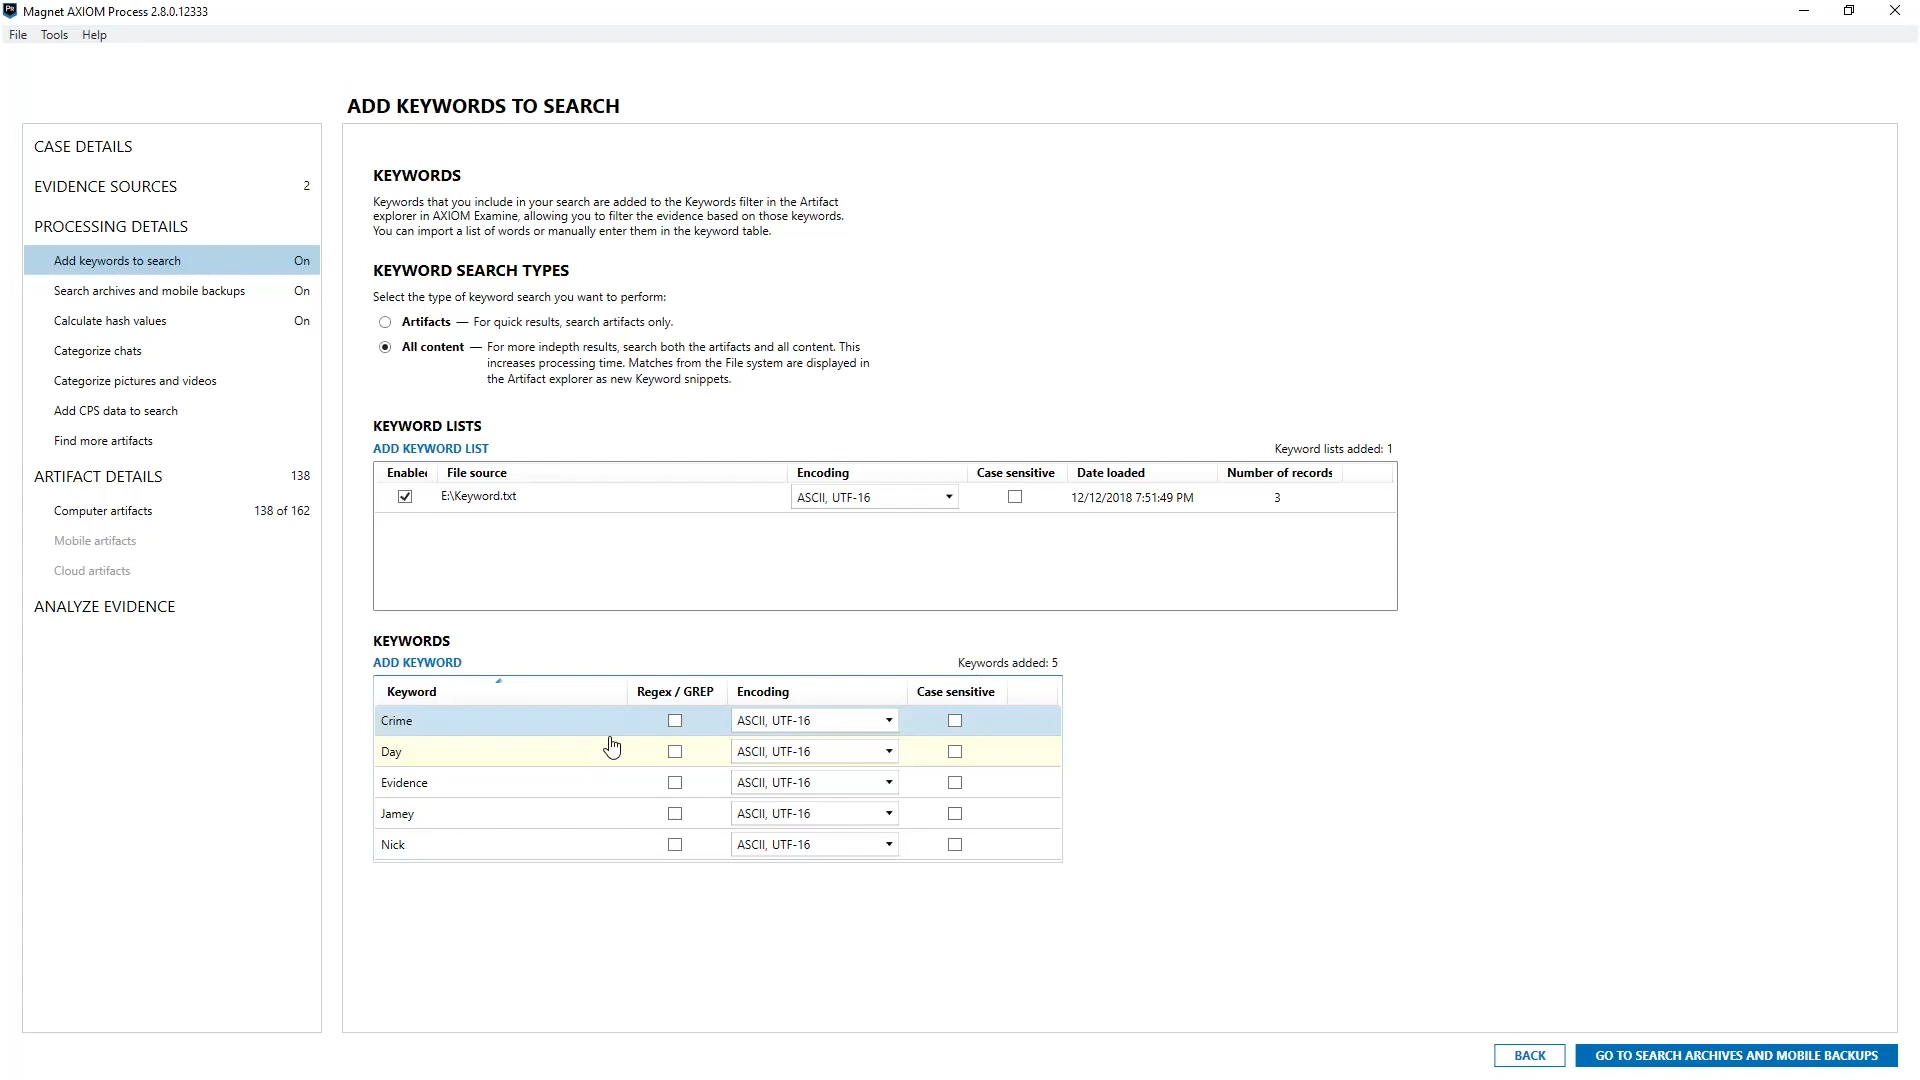 Magnet AXIOM Process 2.8.0.12333
File Tools Help
ADD KEYWORDS TO SEARCH
CASE DETAILS
EVIDENCE SOURCES 2
PROCESSING DETAILS
Add keywords to search On
Search archives and mobile backups On
Calculate hash values On
Categorize chats
Categorize pictures and videos
Add CPS data to search
Find more artifacts
ARTIFACT DETAILS 138
Computer artifacts 138 of 162
Mobile artifacts
Cloud artifacts
ANALYZE EVIDENCE
KEYWORDS
Keywords that you include in your search are added to the Keywords filter in the Artifact
explorer in AXIOM Examine, allowing you to filter the evidence based on those keywords.
You can import a list of words or manually enter them in the keyword table.
KEYWORD SEARCH TYPES
Select the type of keyword search you want to perform:
Artifacts — For quick results, search artifacts only.
All content — For more indepth results, search both the artifacts and all content. This
increases processing time. Matches from the File system are displayed in
the Artifact explorer as new Keyword snippets.
KEYWORD LISTS
ADD KEYWORD LIST Keyword lists added: 1
Enabled File source Encoding Case sensitive Date loaded Number of records
E:\Keyword.txt ASCII, UTF-16 12/12/2018 7:51:49 PM 3
KEYWORDS
ADD KEYWORD Keywords added: 5
Keyword Regex / GREP Encoding Case sensitive
Crime ASCII, UTF-16
Day ASCII, UTF-16
Evidence ASCII, UTF-16
Jamey ASCII, UTF-16
Nick ASCII, UTF-16
BACK GO TO SEARCH ARCHIVES AND MOBILE BACKUPS